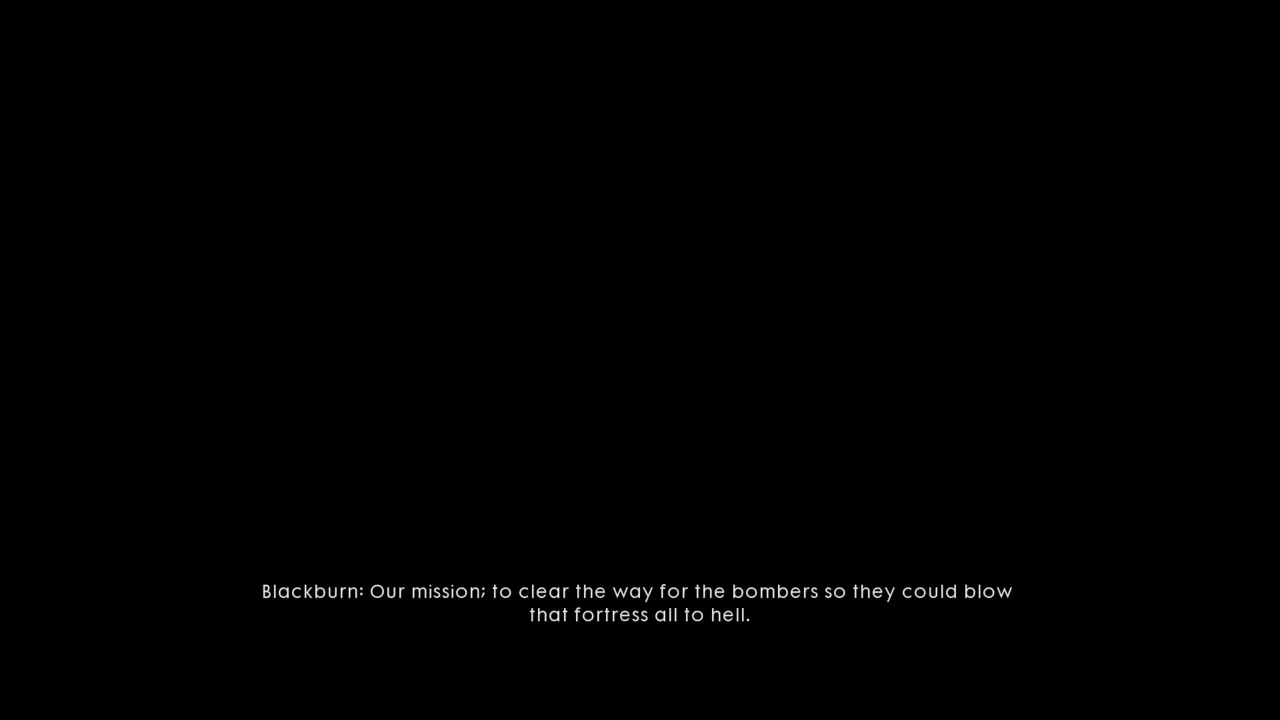 Blackburn: Our mission; to clear the way for the bombers so they could blow
that fortress all to hell.